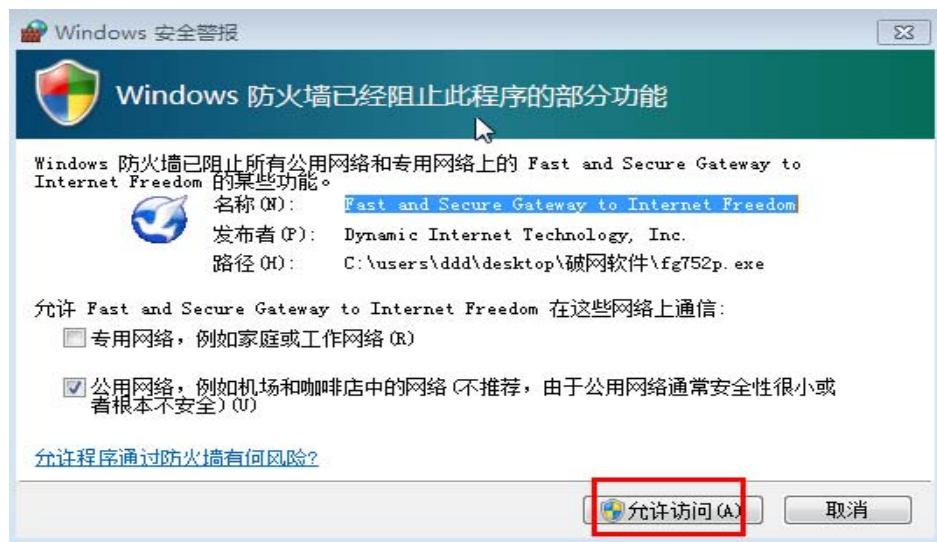 Windows 安全警报
Windows 防火墙已经阻止此程序的部分功能
Windows 防火墙已阻止所有公用网络和专用网络上的 Fast and Secure Gateway to
Internet Freedom 的某些功能。
名称(N): Fast and Secure Gateway to Internet Freedom
发布者(P): Dynamic Internet Technology, Inc.
路径(H): C:\users\ddd\desktop\破网软件\fg752p.exe
允许 Fast and Secure Gateway to Internet Freedom 在这些网络上通信:
专用网络，例如家庭或工作网络(R)
公用网络，例如机场和咖啡店中的网络(不推荐，由于公用网络通常安全性很小或
者根本不安全)(U)
允许程序通过防火墙有何风险?
允许访问(A) 取消